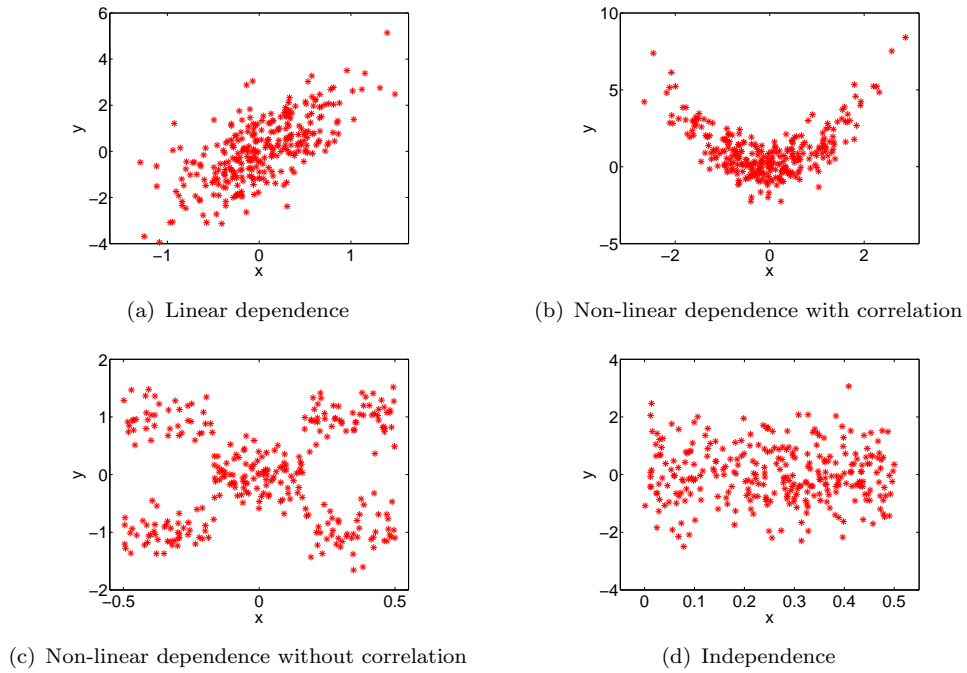 6
4
2
0
−2
−4
y
−1 0 1
x
(a) Linear dependence
10
5
0
−5
y
−2 0 2
x
(b) Non-linear dependence with correlation
2
1
0
−1
−2
y
−0.5 0 0.5
x
(c) Non-linear dependence without correlation
4
2
0
−2
−4
y
0 0.1 0.2 0.3 0.4 0.5
x
(d) Independence